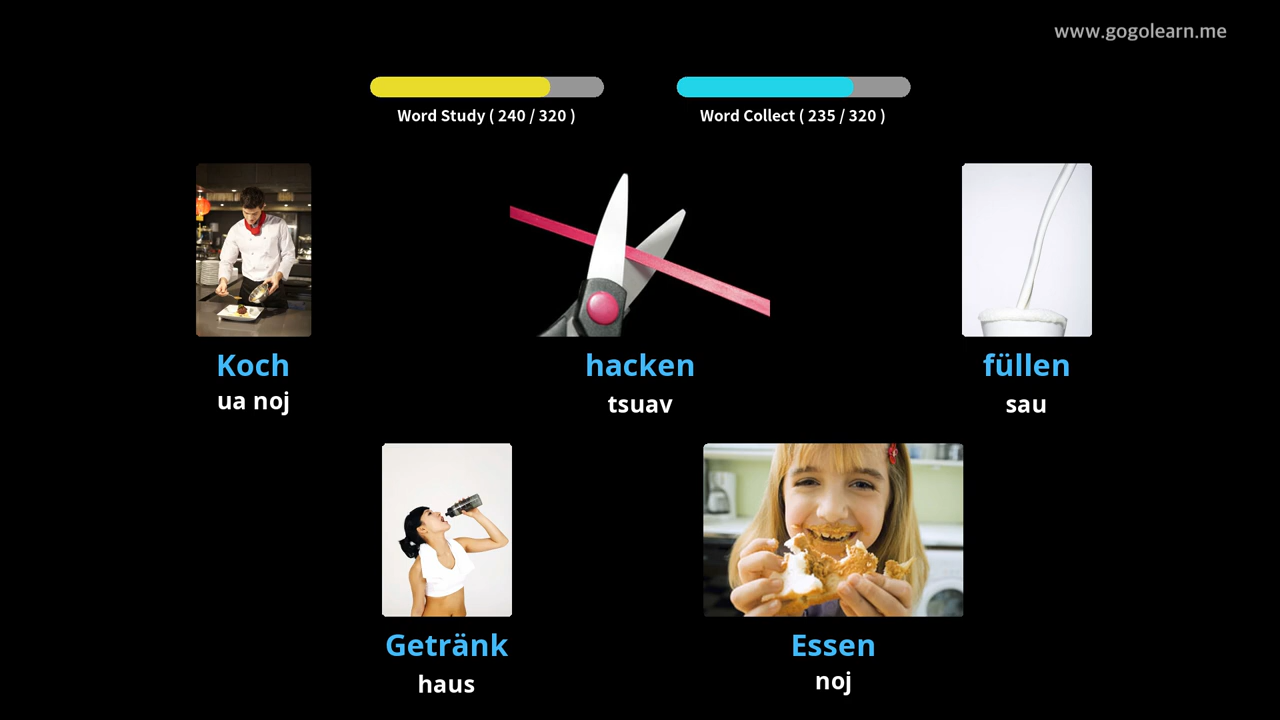 www.gogolearn.me
Word Study ( 240 / 320 )
Word Collect ( 235 / 320 )
Koch
ua noj
hacken
tsuav
füllen
sau
Getränk
haus
Essen
noj